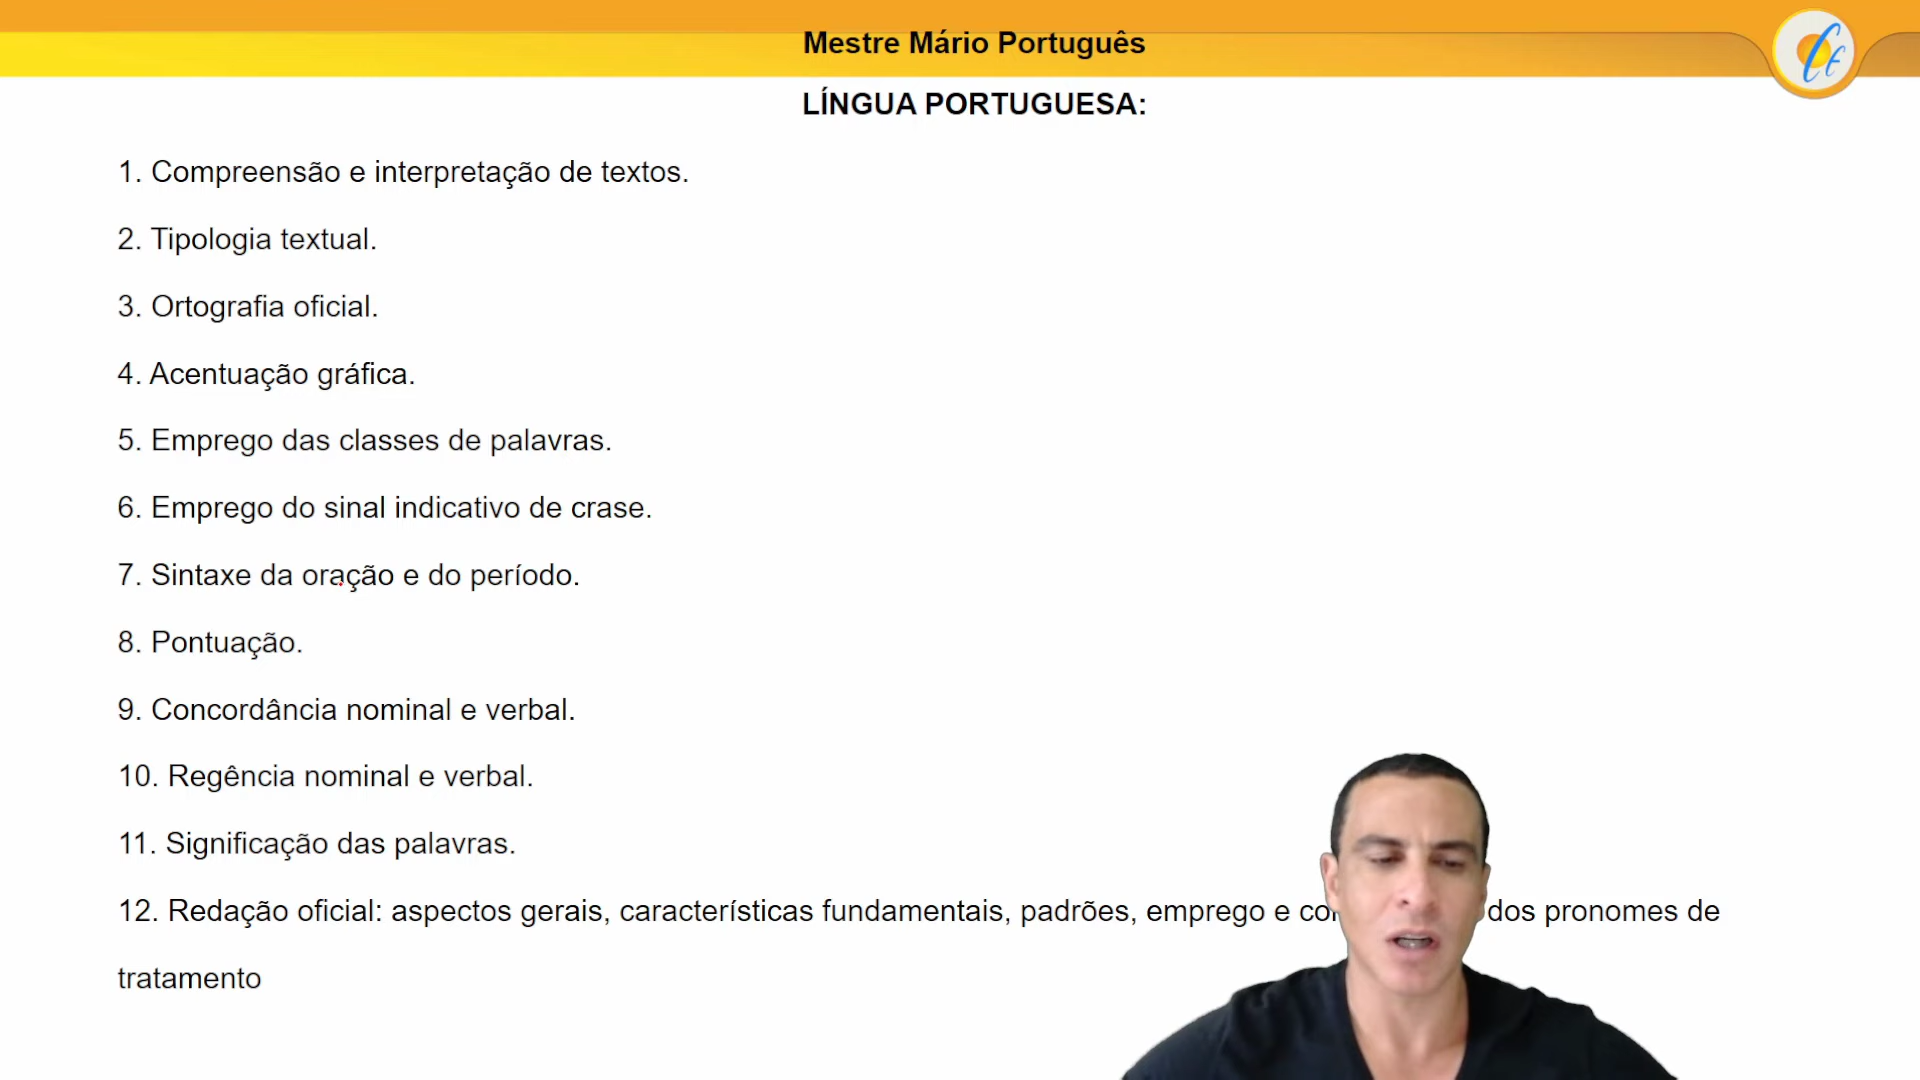 Mestre Mário Português
LÍNGUA PORTUGUESA:
1. Compreensão e interpretação de textos.
2. Tipologia textual.
3. Ortografia oficial.
4. Acentuação gráfica.
5. Emprego das classes de palavras.
6. Emprego do sinal indicativo de crase.
7. Sintaxe da oração e do período.
8. Pontuação.
9. Concordância nominal e verbal.
10. Regência nominal e verbal.
11. Significação das palavras.
12. Redação oficial: aspectos gerais, características fundamentais, padrões, emprego e dos pronomes de
tratamento